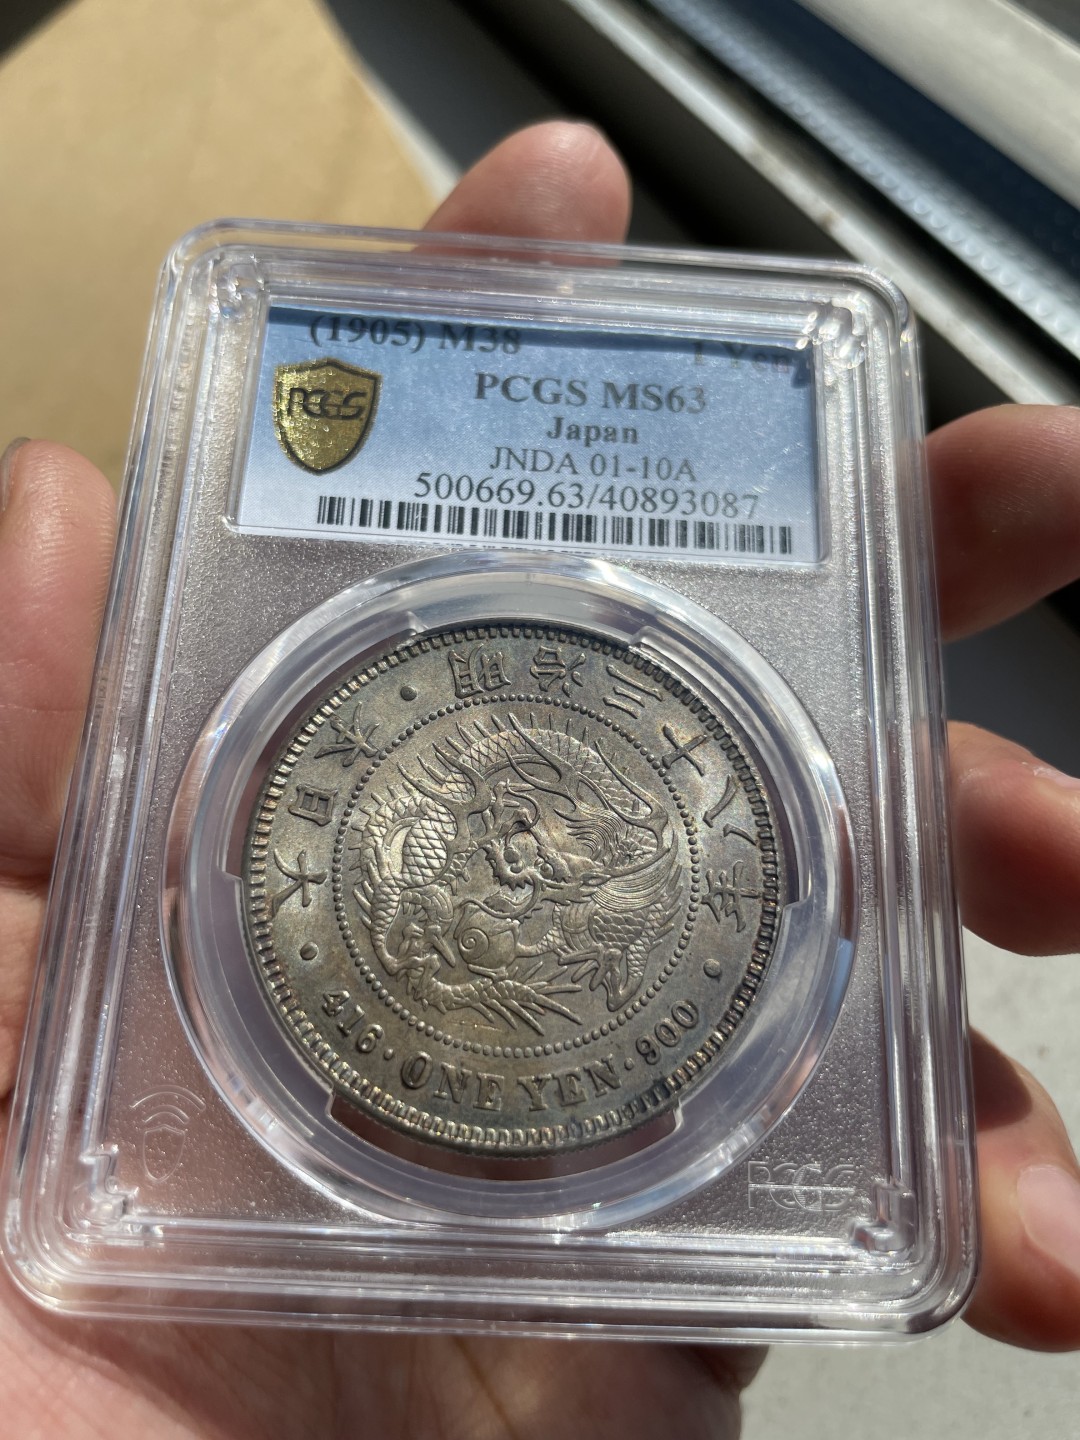 (1905) M38 1 Yen
PCGS
PCGS MS63
Japan
JNDA 01-10A
500669.63/40893087
大日本 · 明治三十八年
416 · ONE YEN · 900
PCGS